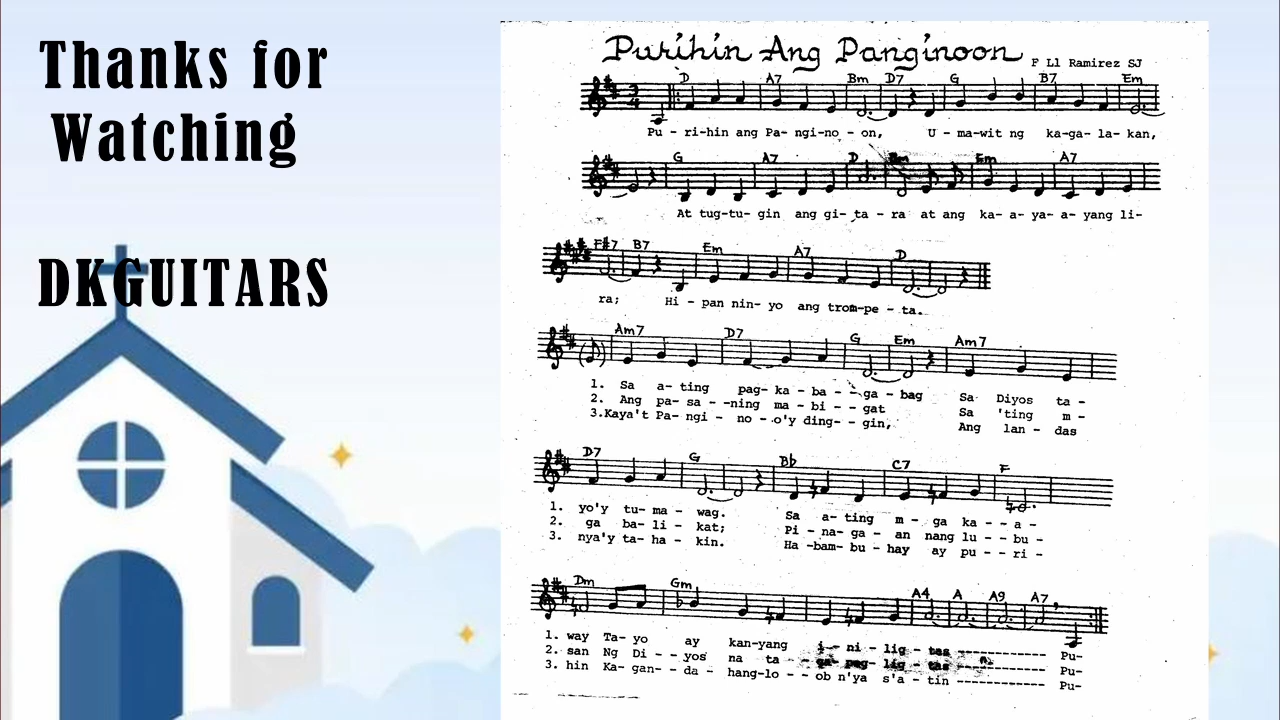 Thanks for
Watching
DKGUITARS
Purihin Ang Panginoon
F Ll Ramirez SJ
D A7 Bm D7 G B7 Em
3
4
Pu - ri-hin ang Pa- ngi-no - on, U - ma-wit ng ka-ga- la- kan,
G A7 D Bm Em A7
At tug-tu- gin ang gi- ta - ra at ang ka- a- ya- a- yang li-
F#7 B7 Em A7 D
ra; Hi - pan nin- yo ang trom-pe - ta.
Am7 D7 G Em Am7
1. Sa a- ting pag- ka - ba - - ga - bag Sa Diyos ta -
2. Ang pa- sa - -ning ma - bi - - gat Sa 'ting m -
3.Kaya't Pa- ngi - no - o'y ding- - gin, Ang lan - das
D7 G Bb C7 F
1. yo'y tu- ma - wag. Sa a- ting m - ga ka - - a -
2. ga ba- li - kat; Pi - na- ga - an nang lu - - bu -
3. nya'y ta- ha - kin. Ha -bam- bu - hay ay pu - - ri -
Dm Gm A4 A A9 A7
1. way Ta- yo ay kan-yang i - ni - lig - tas ------------ Pu-
2. san Ng Di - - yos na ta - - ga- pag- lig - tas ------------ Pu-
3. hin Ka- gan- - da - hang-lo - - ob n'ya s'a - tin ------------ Pu-